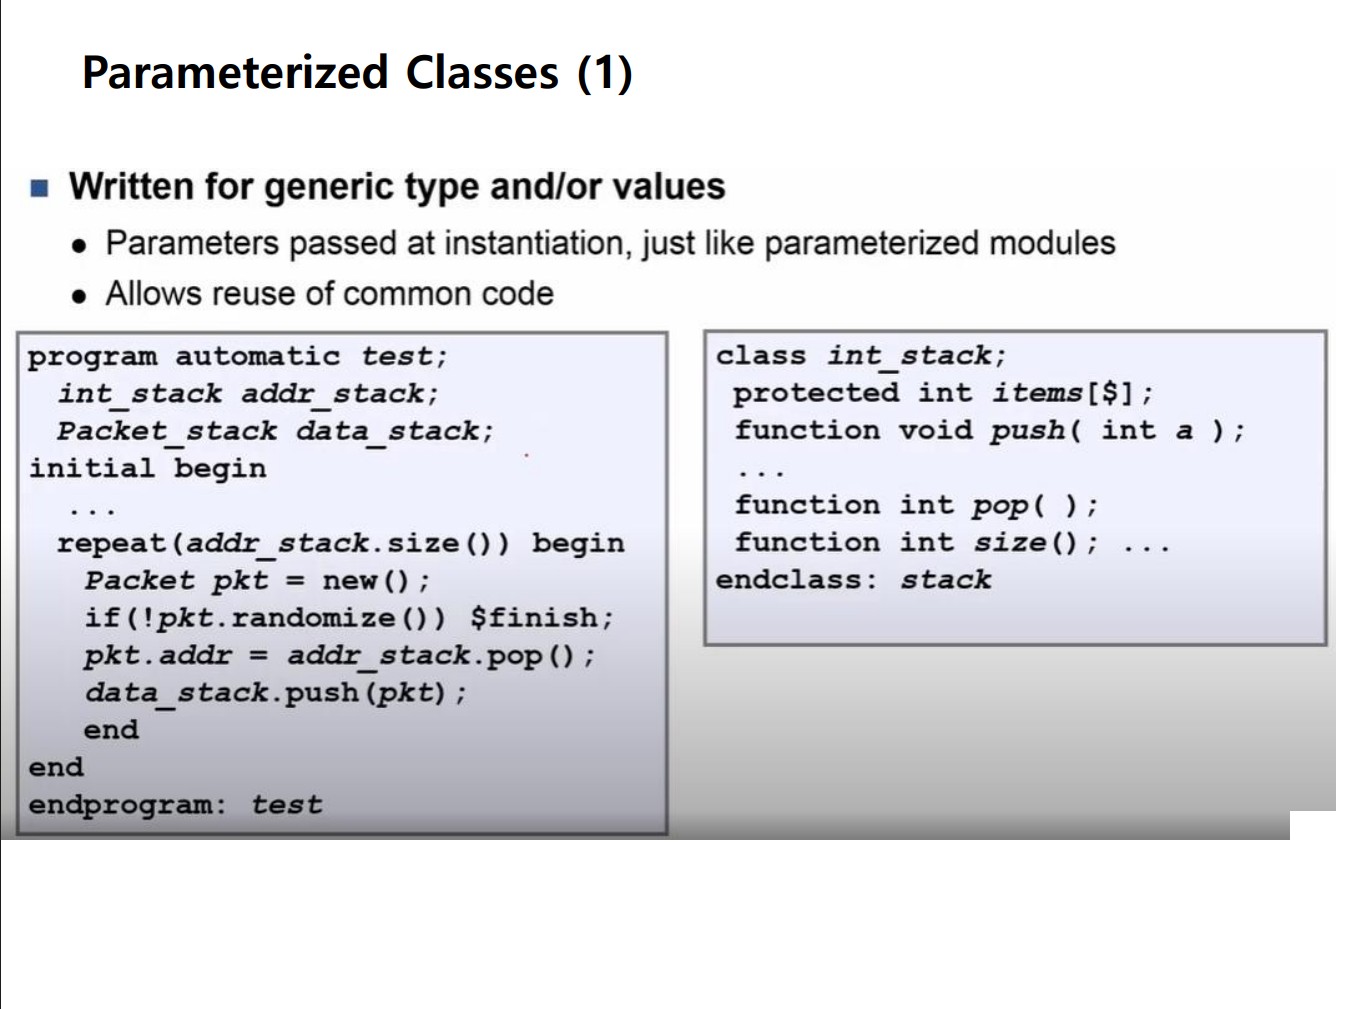 Parameterized Classes (1)
Written for generic type and/or values
Parameters passed at instantiation, just like parameterized modules
Allows reuse of common code
program automatic test;
int_stack addr_stack;
Packet_stack data_stack;
initial begin
...
repeat(addr_stack.size()) begin
Packet pkt = new();
if(!pkt.randomize()) $finish;
pkt.addr = addr_stack.pop();
data_stack.push(pkt);
end
end
endprogram: test
class int_stack;
protected int items[$];
function void push( int a );
...
function int pop( );
function int size(); ...
endclass: stack